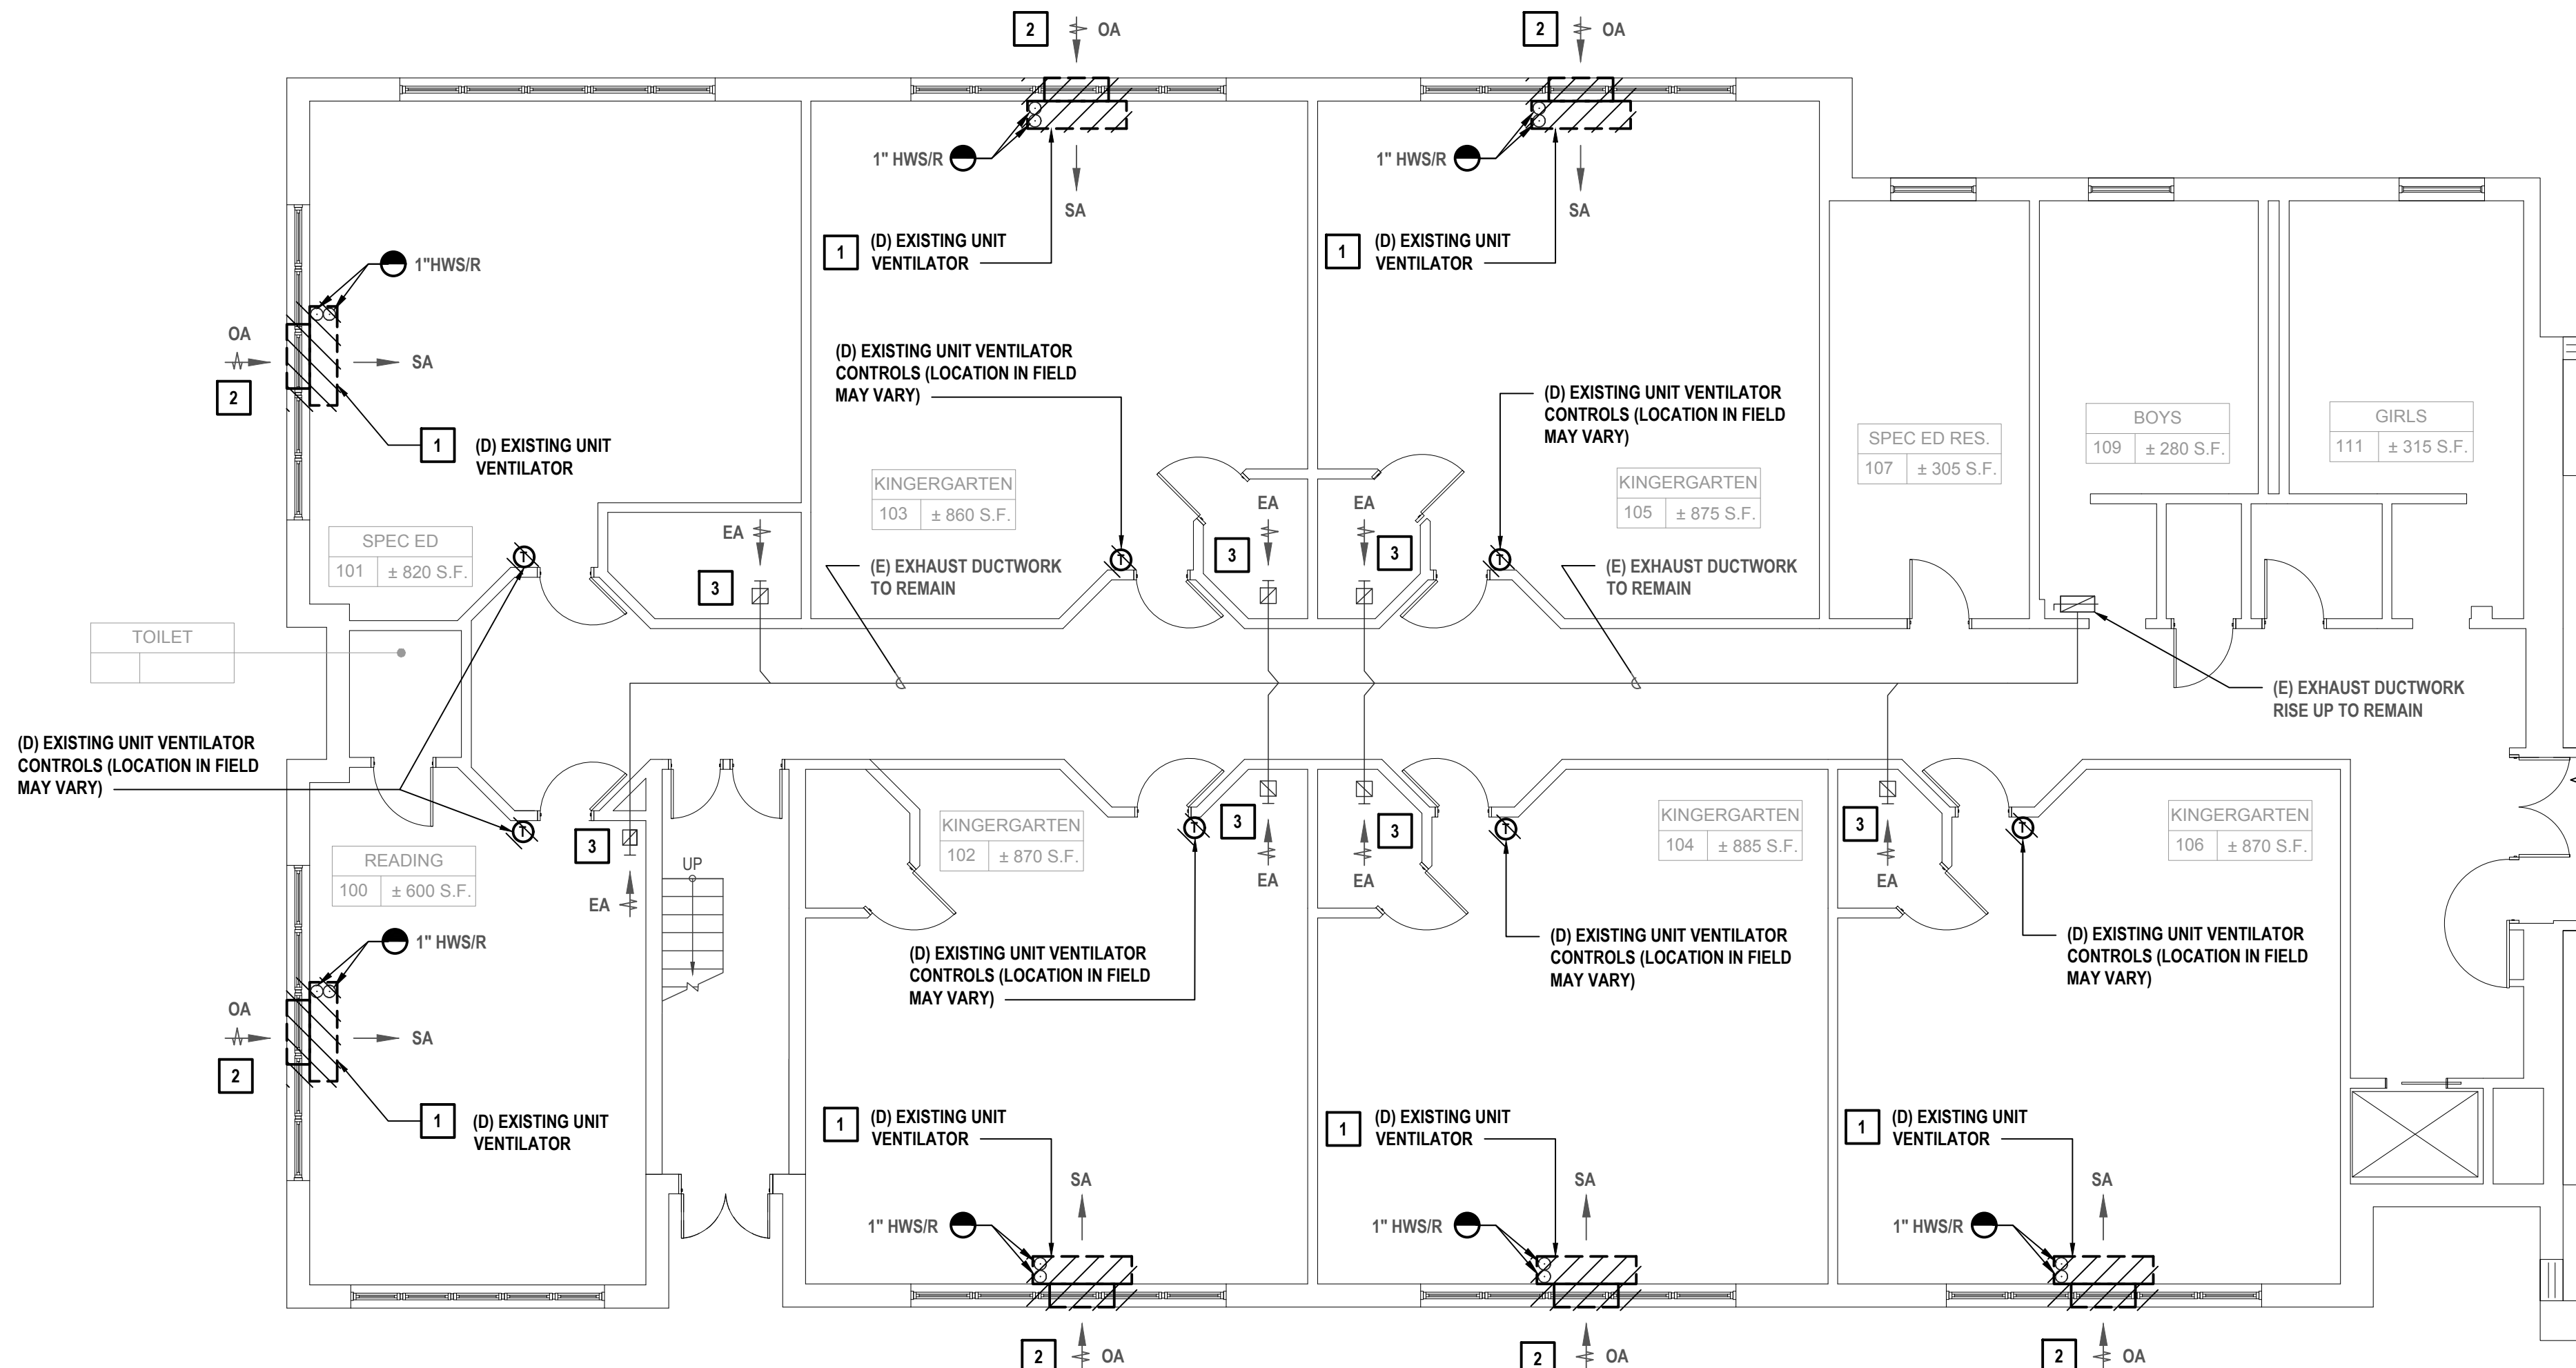 2 OA
2 OA
1" HWS/R
1" HWS/R
SA
SA
1 (D) EXISTING UNIT
VENTILATOR
1 (D) EXISTING UNIT
VENTILATOR
1"HWS/R
OA
SA
2
1 (D) EXISTING UNIT
VENTILATOR
(D) EXISTING UNIT VENTILATOR
CONTROLS (LOCATION IN FIELD
MAY VARY)
(D) EXISTING UNIT VENTILATOR
CONTROLS (LOCATION IN FIELD
MAY VARY)
SPEC ED RES.
107 ± 305 S.F.
BOYS
109 ± 280 S.F.
GIRLS
111 ± 315 S.F.
KINGERGARTEN
103 ± 860 S.F.
KINGERGARTEN
105 ± 875 S.F.
SPEC ED
101 ± 820 S.F.
EA
3
EA
3
EA
3
T
T
T
(E) EXHAUST DUCTWORK
TO REMAIN
(E) EXHAUST DUCTWORK
TO REMAIN
TOILET
(E) EXHAUST DUCTWORK
RISE UP TO REMAIN
(D) EXISTING UNIT VENTILATOR
CONTROLS (LOCATION IN FIELD
MAY VARY)
T
3
EA
READING
100 ± 600 S.F.
UP
KINGERGARTEN
102 ± 870 S.F.
T
3
EA
3
EA
T
KINGERGARTEN
104 ± 885 S.F.
3
EA
T
KINGERGARTEN
106 ± 870 S.F.
1" HWS/R
(D) EXISTING UNIT VENTILATOR
CONTROLS (LOCATION IN FIELD
MAY VARY)
(D) EXISTING UNIT VENTILATOR
CONTROLS (LOCATION IN FIELD
MAY VARY)
(D) EXISTING UNIT VENTILATOR
CONTROLS (LOCATION IN FIELD
MAY VARY)
OA
SA
2
1 (D) EXISTING UNIT
VENTILATOR
1 (D) EXISTING UNIT
VENTILATOR
1 (D) EXISTING UNIT
VENTILATOR
1 (D) EXISTING UNIT
VENTILATOR
SA
SA
SA
1" HWS/R
1" HWS/R
1" HWS/R
2 OA
2 OA
2 OA